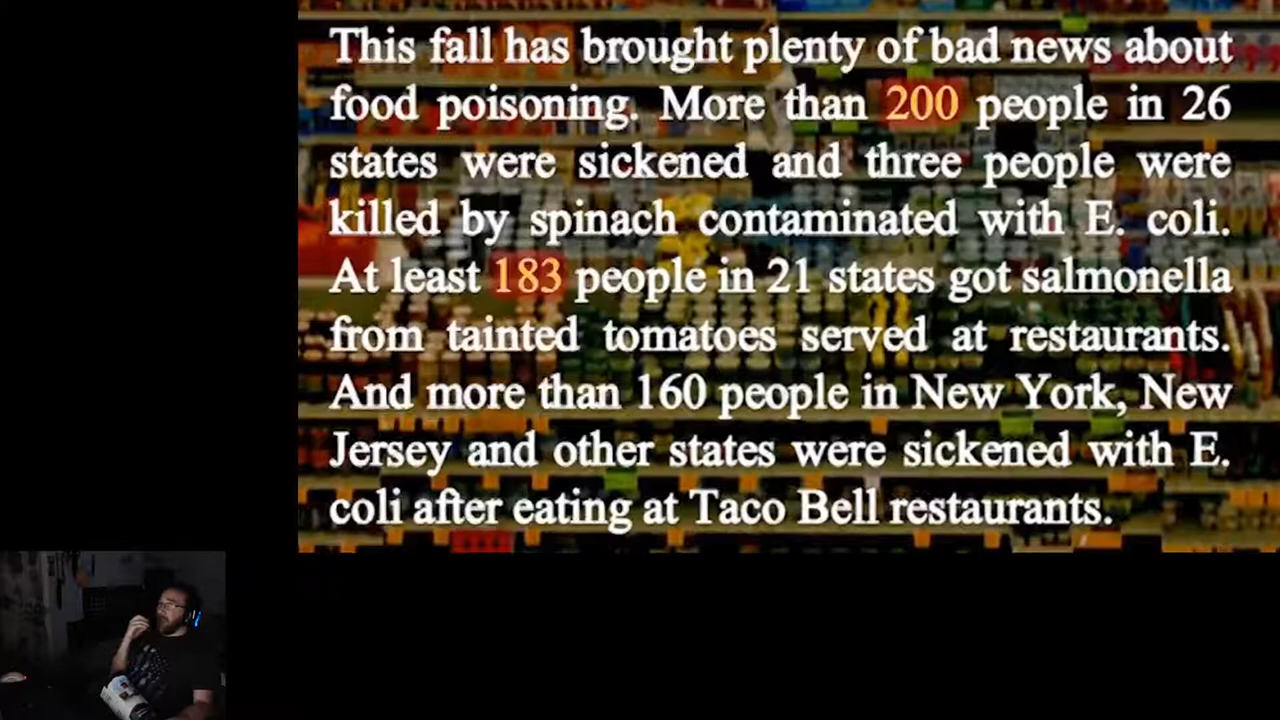 This fall has brought plenty of bad news about
food poisoning. More than 200 people in 26
states were sickened and three people were
killed by spinach contaminated with E. coli.
At least 183 people in 21 states got salmonella
from tainted tomatoes served at restaurants.
And more than 160 people in New York, New
Jersey and other states were sickened with E.
coli after eating at Taco Bell restaurants.